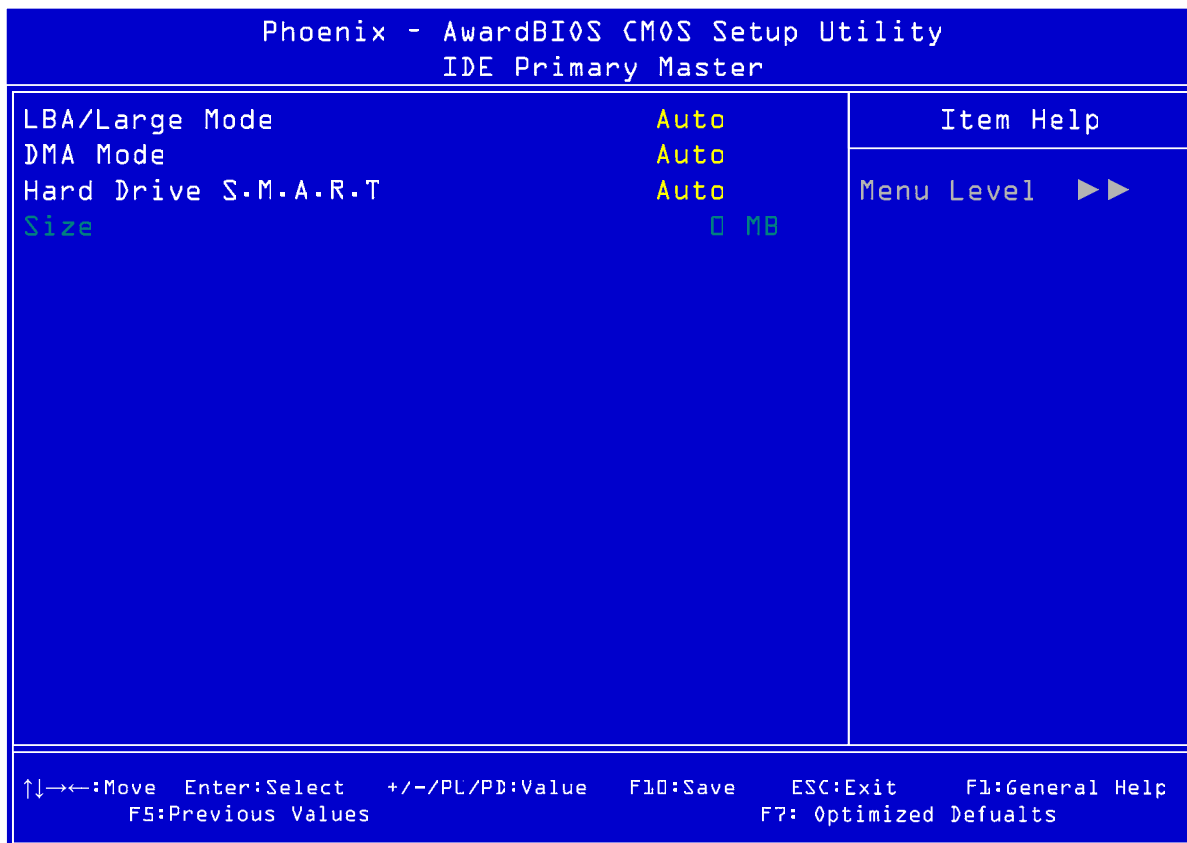 Phoenix - AwardBIOS CMOS Setup Utility
IDE Primary Master
LBA/Large Mode Auto
DMA Mode Auto
Hard Drive S.M.A.R.T Auto
Size 0 MB
Item Help
Menu Level ►►
↑↓→←:Move Enter:Select +/-/PU/PD:Value F10:Save ESC:Exit F1:General Help
F5:Previous Values F7: Optimized Defualts